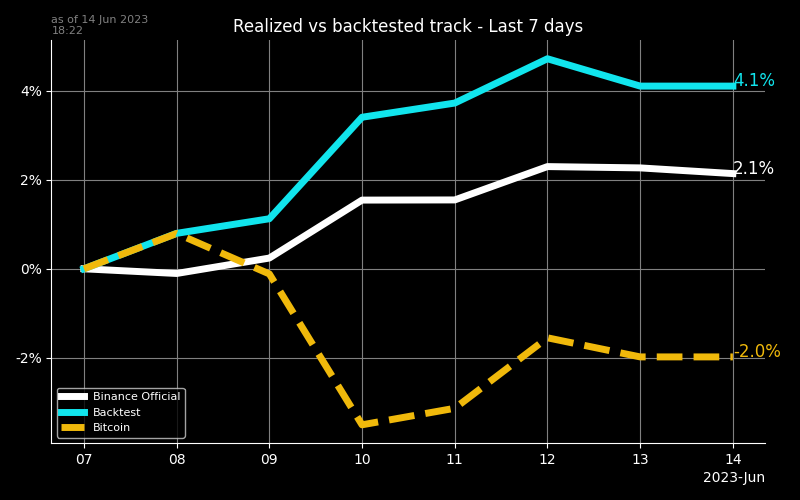 as of 14 Jun 2023
18:22
Realized vs backtested track - Last 7 days
4%
2%
0%
-2%
4.1%
2.1%
-2.0%
Binance Official
Backtest
Bitcoin
07 08 09 10 11 12 13 14
2023-Jun